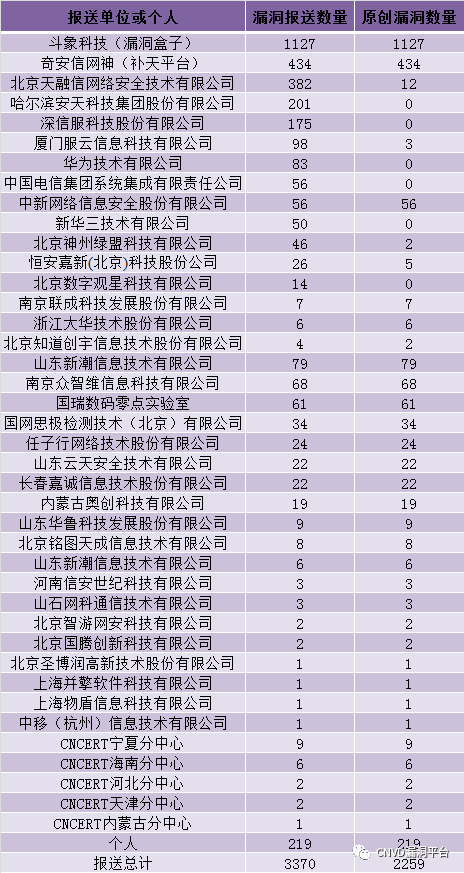 报送单位或个人 漏洞报送数量 原创漏洞数量
斗象科技（漏洞盒子） 1127 1127
奇安信网神（补天平台） 434 434
北京天融信网络安全技术有限公司 382 12
哈尔滨安天科技集团股份有限公司 201 0
深信服科技股份有限公司 175 0
厦门服云信息科技有限公司 98 3
华为技术有限公司 83 0
中国电信集团系统集成有限责任公司 56 0
中新网络信息安全股份有限公司 56 56
新华三技术有限公司 50 0
北京神州绿盟科技有限公司 46 2
恒安嘉新(北京)科技股份公司 26 5
北京数字观星科技有限公司 14 0
南京联成科技发展股份有限公司 7 7
浙江大华技术股份有限公司 6 6
北京知道创宇信息技术股份有限公司 4 2
山东新潮信息技术有限公司 79 79
南京众智维信息科技有限公司 68 68
国瑞数码零点实验室 61 61
国网思极检测技术（北京）有限公司 34 34
任子行网络技术股份有限公司 24 24
山东云天安全技术有限公司 22 22
长春嘉诚信息技术股份有限公司 22 22
内蒙古奥创科技有限公司 19 19
山东华鲁科技发展股份有限公司 9 9
北京铭图天成信息技术有限公司 8 8
山东新潮信息技术有限公司 6 6
河南信安世纪科技有限公司 3 3
山石网科通信技术有限公司 3 3
北京智游网安科技有限公司 2 2
北京国腾创新科技有限公司 2 2
北京圣博润高新技术股份有限公司 1 1
上海并擎软件科技有限公司 1 1
上海物盾信息科技有限公司 1 1
中移（杭州）信息技术有限公司 1 1
CNCERT宁夏分中心 9 9
CNCERT海南分中心 6 6
CNCERT河北分中心 2 2
CNCERT天津分中心 2 2
CNCERT内蒙古分中心 1 1
个人 219 219
CNVD漏洞平台
报送总计 3370 2259